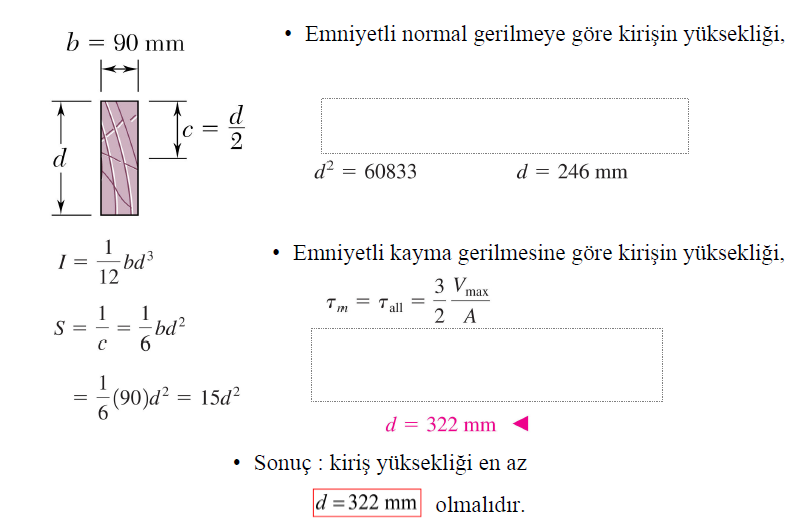 b = 90 mm
d
c = d/2
I = 1/12 bd³
S = 1/c = 1/6 bd²
= 1/6 (90)d² = 15d²
• Emniyetli normal gerilmeye göre kirişin yüksekliği,
d² = 60833 d = 246 mm
• Emniyetli kayma gerilmesine göre kirişin yüksekliği,
τm = τall = 3/2 Vmax/A
d = 322 mm ◀
• Sonuç : kiriş yüksekliği en az
d = 322 mm olmalıdır.